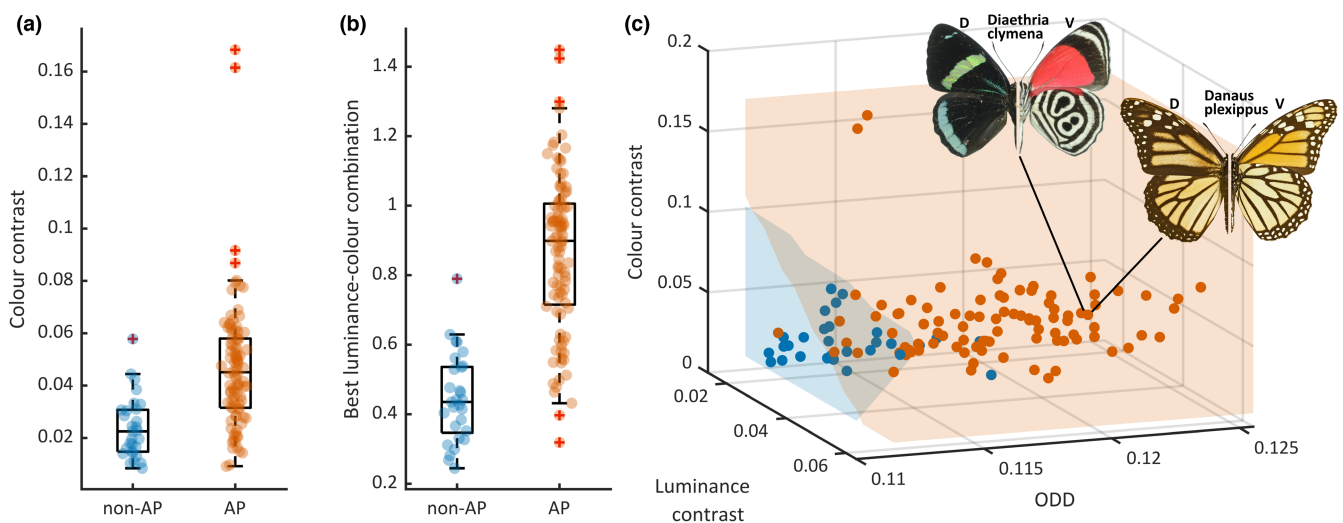 (a)
Colour contrast
0.16
0.14
0.12
0.1
0.08
0.06
0.04
0.02
non-AP
AP
(b)
Best luminance-colour combination
1.4
1.2
1
0.8
0.6
0.4
0.2
non-AP
AP
(c)
Colour contrast
0.2
0.15
0.1
0.05
0
0.02
0.04
0.06
Luminance
contrast
0.11
0.115
0.12
0.125
ODD
D
Diaethria
clymena
V
D
Danaus
plexippus
V